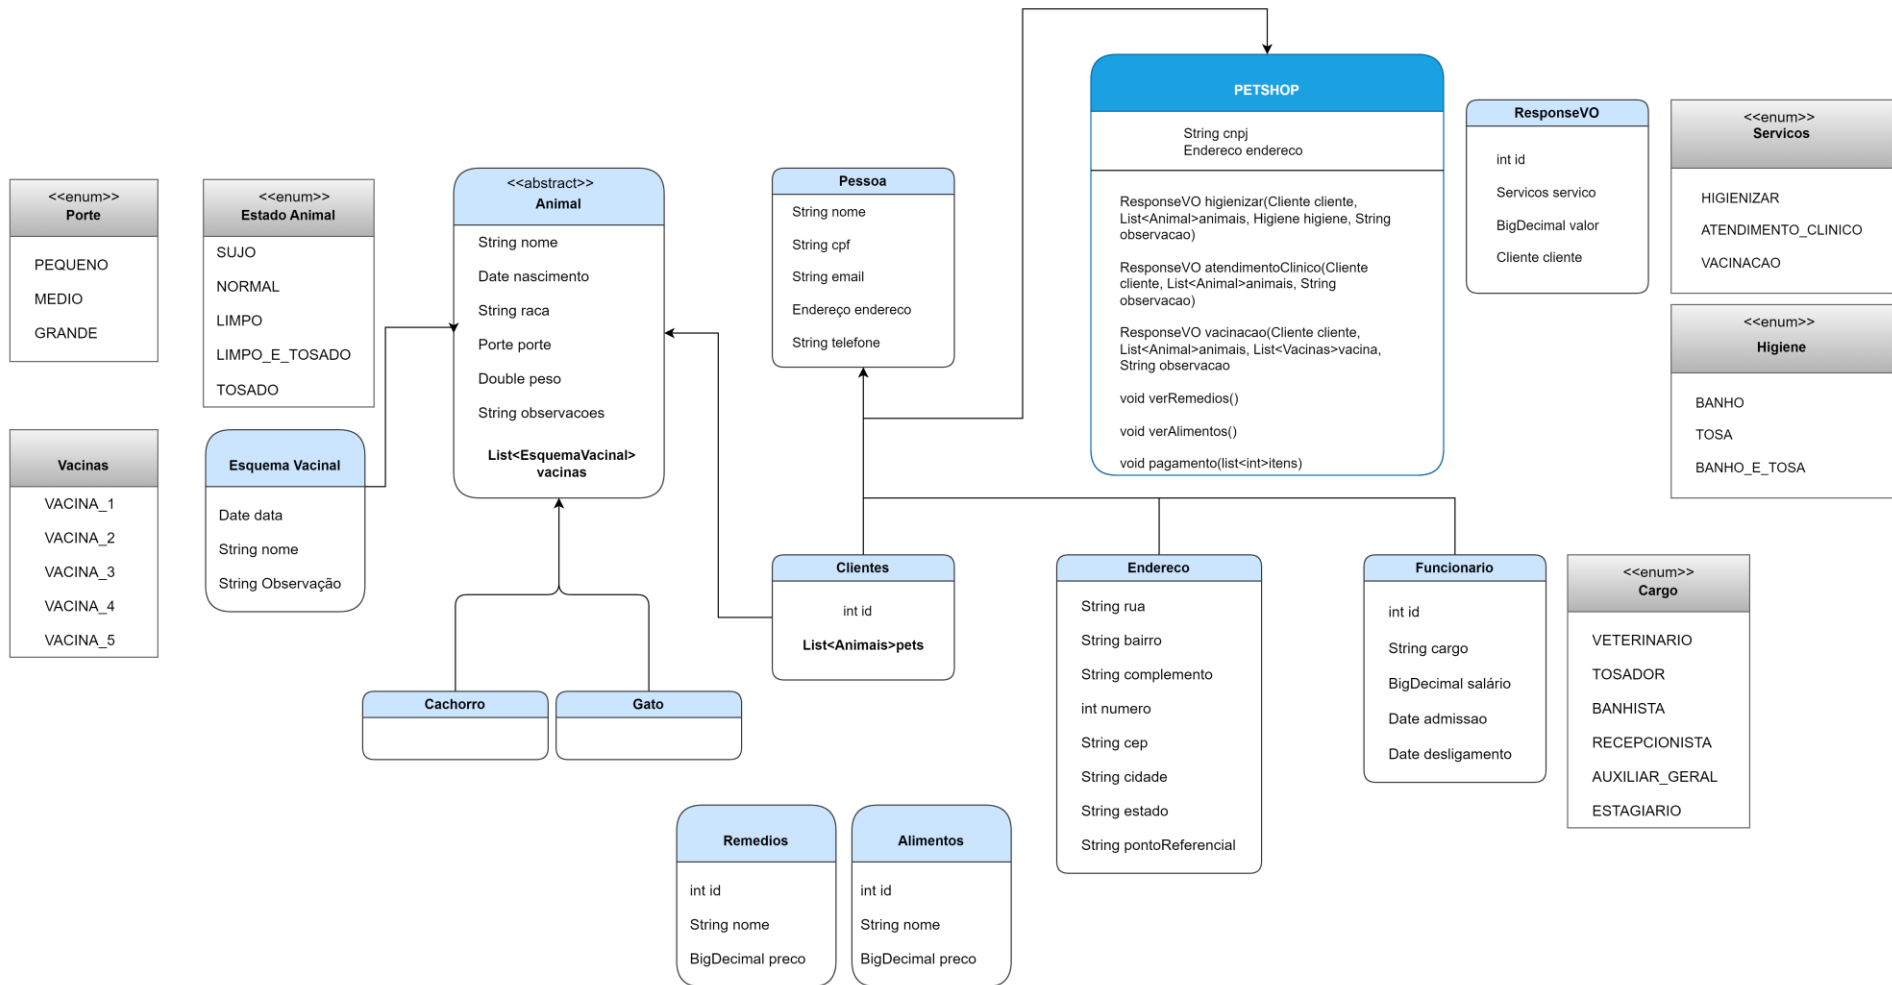 PETSHOP
String cnpj
Endereco endereco
ResponseVO higienizar(Cliente cliente,
List<Animal>animais, Higiene higiene, String
observacao)
ResponseVO atendimentoClinico(Cliente
cliente, List<Animal>animais, String
observacao)
ResponseVO vacinacao(Cliente cliente,
List<Animal>animais, List<Vacinas>vacina,
String observacao
void verRemedios()
void verAlimentos()
void pagamento(list<int>itens)
ResponseVO
int id
Servicos servico
BigDecimal valor
Cliente cliente
<<enum>>
Servicos
HIGIENIZAR
ATENDIMENTO_CLINICO
VACINACAO
<<enum>>
Higiene
BANHO
TOSA
BANHO_E_TOSA
<<enum>>
Porte
PEQUENO
MEDIO
GRANDE
<<enum>>
Estado Animal
SUJO
NORMAL
LIMPO
LIMPO_E_TOSADO
TOSADO
<<abstract>>
Animal
String nome
Date nascimento
String raca
Porte porte
Double peso
String observacoes
List<EsquemaVacinal>
vacinas
Pessoa
String nome
String cpf
String email
Endereço endereco
String telefone
Vacinas
VACINA_1
VACINA_2
VACINA_3
VACINA_4
VACINA_5
Esquema Vacinal
Date data
String nome
String Observação
Clientes
int id
List<Animais>pets
Endereco
String rua
String bairro
String complemento
int numero
String cep
String cidade
String estado
String pontoReferencial
Funcionario
int id
String cargo
BigDecimal salário
Date admissao
Date desligamento
<<enum>>
Cargo
VETERINARIO
TOSADOR
BANHISTA
RECEPCIONISTA
AUXILIAR_GERAL
ESTAGIARIO
Cachorro
Gato
Remedios
int id
String nome
BigDecimal preco
Alimentos
int id
String nome
BigDecimal preco